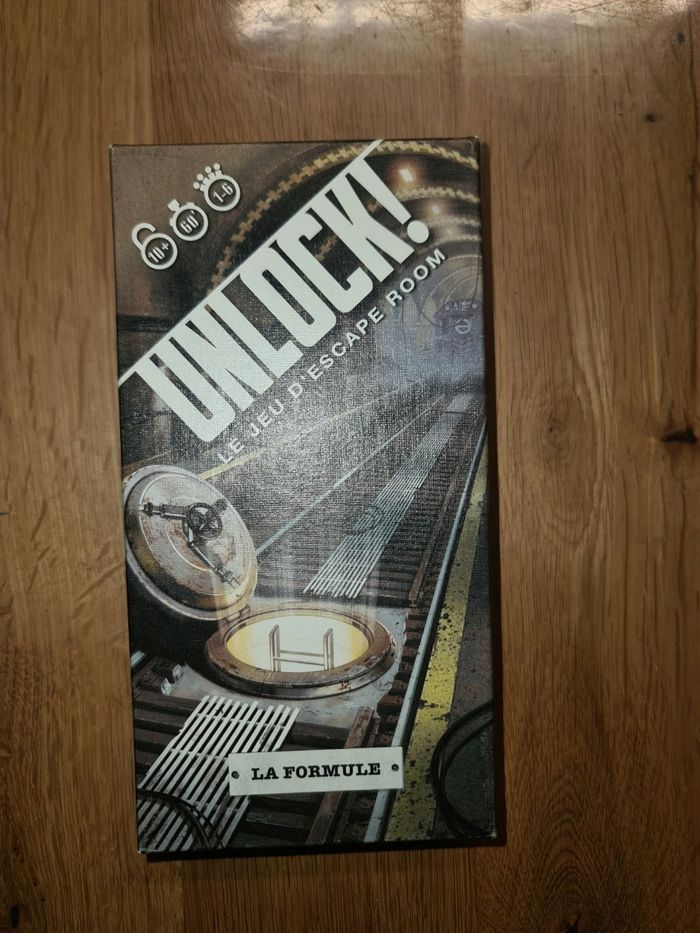 10+
60'
1-6
UNLOCK!
LE JEU D'ESCAPE ROOM
LA FORMULE